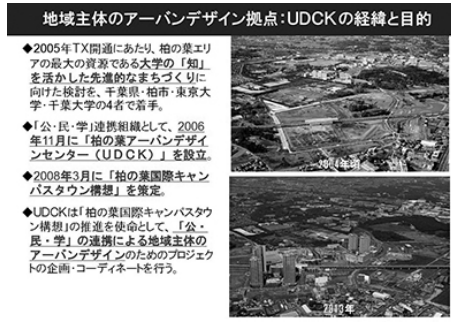 地域主体のアーバンデザイン拠点：UDCKの経緯と目的
◆2005年TX開通にあたり、柏の葉エリ
アの最大の資源である大学の「知」
を活かした先進的なまちづくりに
向けた検討を、千葉県・柏市・東京大
学・千葉大学の4者で着手。
◆「公・民・学」連携組織として、2006
年11月に「柏の葉アーバンデザイ
ンセンター（UDCK）」を設立。
◆2008年3月に「柏の葉国際キャン
パスタウン構想」を策定。
◆UDCKは「柏の葉国際キャンパスタウ
ン構想」の推進を使命として、「公・
民・学」の連携による地域主体の
アーバンデザインのためのプロジェク
トの企画・コーディネートを行う。
2004年頃
2013年